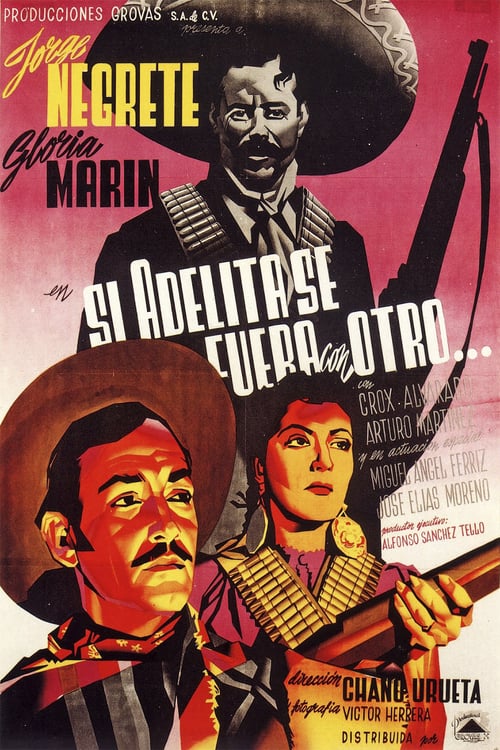 PRODUCCIONES GROVAS S.A. de C.V.
presenta a:
Jorge
NEGRETE
Gloria
MARIN
en
SI ADELITA SE
FUERA con OTRO...
con
CROX · ALVARADO
ARTURO MARTINEZ
y en actuación especial
MIGUEL ANGEL FERRIZ
JOSE ELIAS MORENO
productor ejecutivo:
ALFONSO SANCHEZ TELLO
dirección
CHANO URUETA
fotografia
VICTOR HERRERA
DISTRIBUIDA por